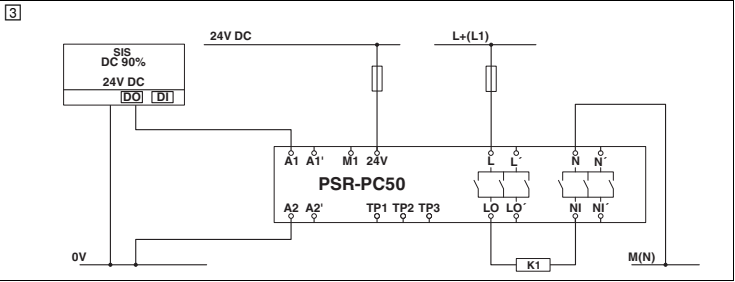 3
24V DC
L+(L1)
SIS
DC 90%
24V DC
DO DI
A1 A1' M1 24V L L´ N N´
PSR-PC50
A2 A2' TP1 TP2 TP3 LO LO´ NI NI´
0V
K1
M(N)